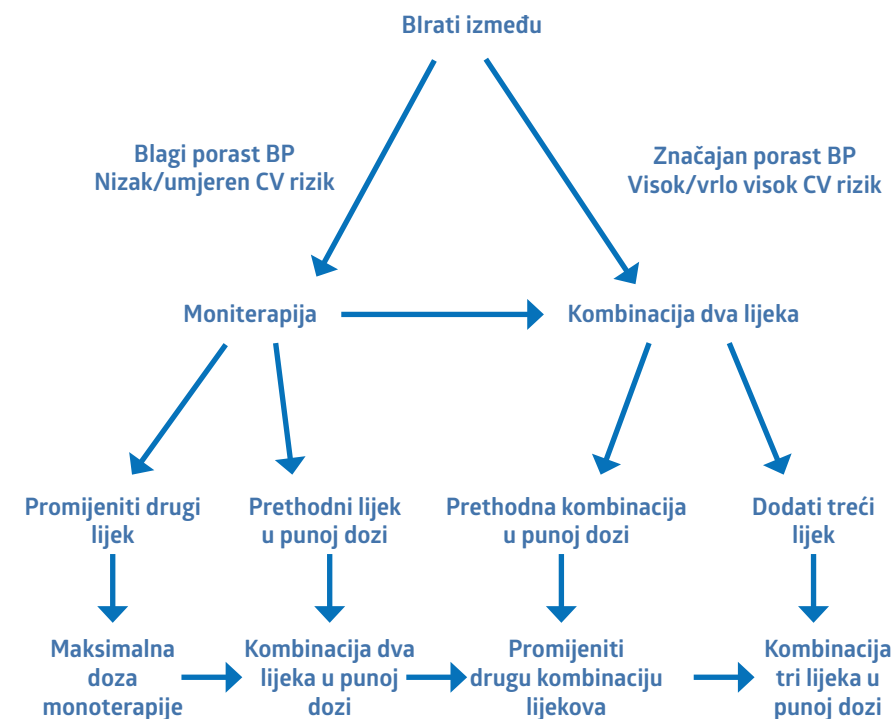 BIrati između
Blagi porast BP
Nizak/umjeren CV rizik
Značajan porast BP
Visok/vrlo visok CV rizik
Moniterapija
Kombinacija dva lijeka
Promijeniti drugi
lijek
Prethodni lijek
u punoj dozi
Prethodna kombinacija
u punoj dozi
Dodati treći
lijek
Maksimalna
doza
monoterapije
Kombinacija dva
lijeka u punoj
dozi
Promijeniti
drugu kombinaciju
lijekova
Kombinacija
tri lijeka u
punoj dozi